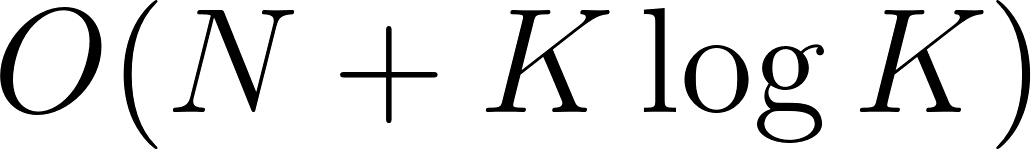 O(N + K log K)